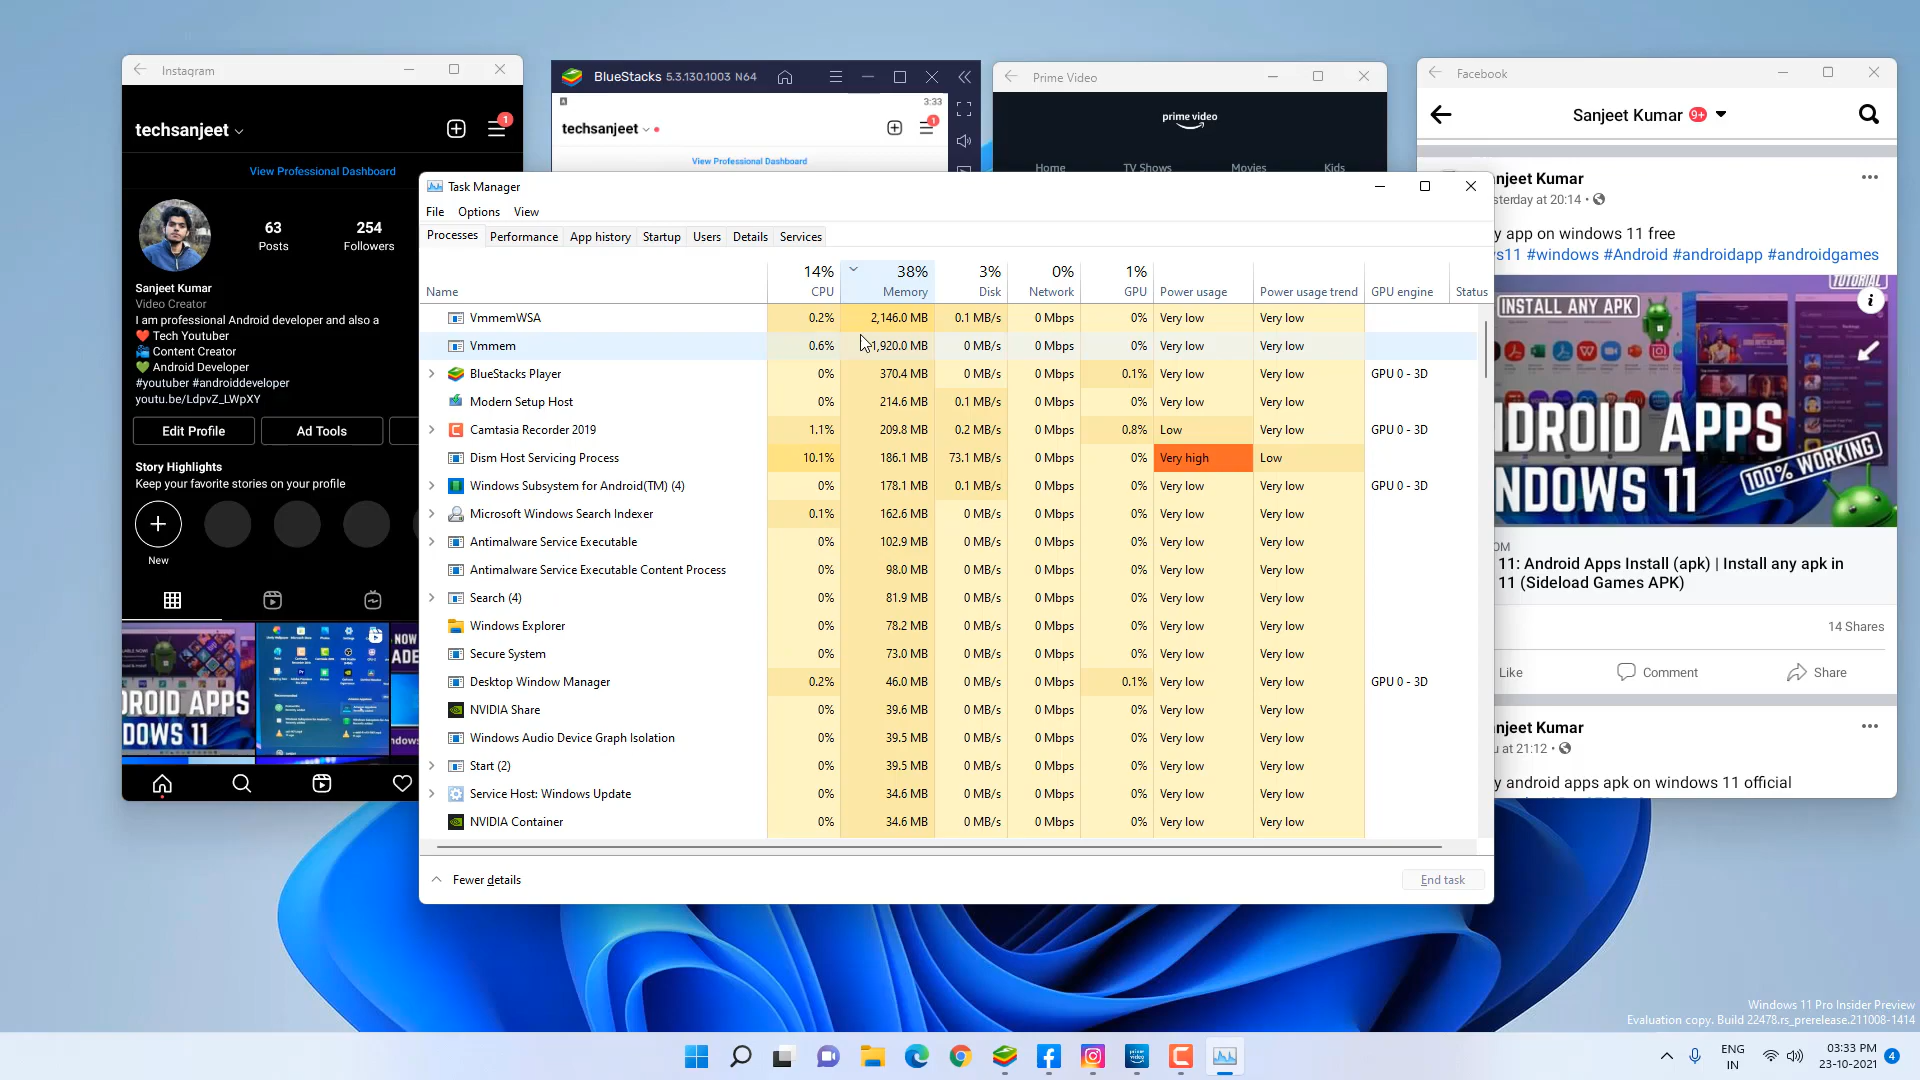 Instagram
techsanjeet
1
View Professional Dashboard
63
Posts
254
Followers
Sanjeet Kumar
Video Creator
I am professional Android developer and also a
❤️ Tech Youtuber
Content Creator
💚 Android Developer
#youtuber #androiddeveloper
youtu.be/LdpvZ_LWpXY
Edit Profile
Ad Tools
Story Highlights
Keep your favorite stories on your profile
New
DROID APPS
DOWS 11
NOW
ADE
BlueStacks 5.3.130.1003 N64
3:33
techsanjeet
1
View Professional Dashboard
Prime Video
prime video
Home TV Shows Movies Kids
Facebook
Sanjeet Kumar 9+
njeet Kumar
sterday at 20:14
y app on windows 11 free
s11 #windows #Android #androidapp #androidgames
TUTORIAL
INSTALL ANY APK
DROID APPS
NDOWS 11
100% WORKING
OM
11: Android Apps Install (apk) | Install any apk in
11 (Sideload Games APK)
14 Shares
Like Comment Share
njeet Kumar
u at 21:12
y android apps apk on windows 11 official
Task Manager
File Options View
Processes Performance App history Startup Users Details Services
14% 38% 3% 0% 1%
Name CPU Memory Disk Network GPU Power usage Power usage trend GPU engine Status
VmmemWSA 0.2% 2,146.0 MB 0.1 MB/s 0 Mbps 0% Very low Very low
Vmmem 0.6% 1,920.0 MB 0 MB/s 0 Mbps 0% Very low Very low
BlueStacks Player 0% 370.4 MB 0 MB/s 0 Mbps 0.1% Very low Very low GPU 0 - 3D
Modern Setup Host 0% 214.6 MB 0.1 MB/s 0 Mbps 0% Very low Very low
Camtasia Recorder 2019 1.1% 209.8 MB 0.2 MB/s 0 Mbps 0.8% Low Very low GPU 0 - 3D
Dism Host Servicing Process 10.1% 186.1 MB 73.1 MB/s 0 Mbps 0% Very high Low
Windows Subsystem for Android(TM) (4) 0% 178.1 MB 0.1 MB/s 0 Mbps 0% Very low Very low GPU 0 - 3D
Microsoft Windows Search Indexer 0.1% 162.6 MB 0 MB/s 0 Mbps 0% Very low Very low
Antimalware Service Executable 0% 102.9 MB 0 MB/s 0 Mbps 0% Very low Very low
Antimalware Service Executable Content Process 0% 98.0 MB 0 MB/s 0 Mbps 0% Very low Very low
Search (4) 0% 81.9 MB 0 MB/s 0 Mbps 0% Very low Very low
Windows Explorer 0% 78.2 MB 0 MB/s 0 Mbps 0% Very low Very low
Secure System 0% 73.0 MB 0 MB/s 0 Mbps 0% Very low Very low
Desktop Window Manager 0.2% 46.0 MB 0 MB/s 0 Mbps 0.1% Very low Very low GPU 0 - 3D
NVIDIA Share 0% 39.6 MB 0 MB/s 0 Mbps 0% Very low Very low
Windows Audio Device Graph Isolation 0% 39.5 MB 0 MB/s 0 Mbps 0% Very low Very low
Start (2) 0% 39.5 MB 0 MB/s 0 Mbps 0% Very low Very low
Service Host: Windows Update 0% 34.6 MB 0 MB/s 0 Mbps 0% Very low Very low
NVIDIA Container 0% 34.6 MB 0 MB/s 0 Mbps 0% Very low Very low
Fewer details
End task
Windows 11 Pro Insider Preview
Evaluation copy. Build 22478.rs_prerelease.211008-1414
prime video
ENG
IN
03:33 PM
23-10-2021
4